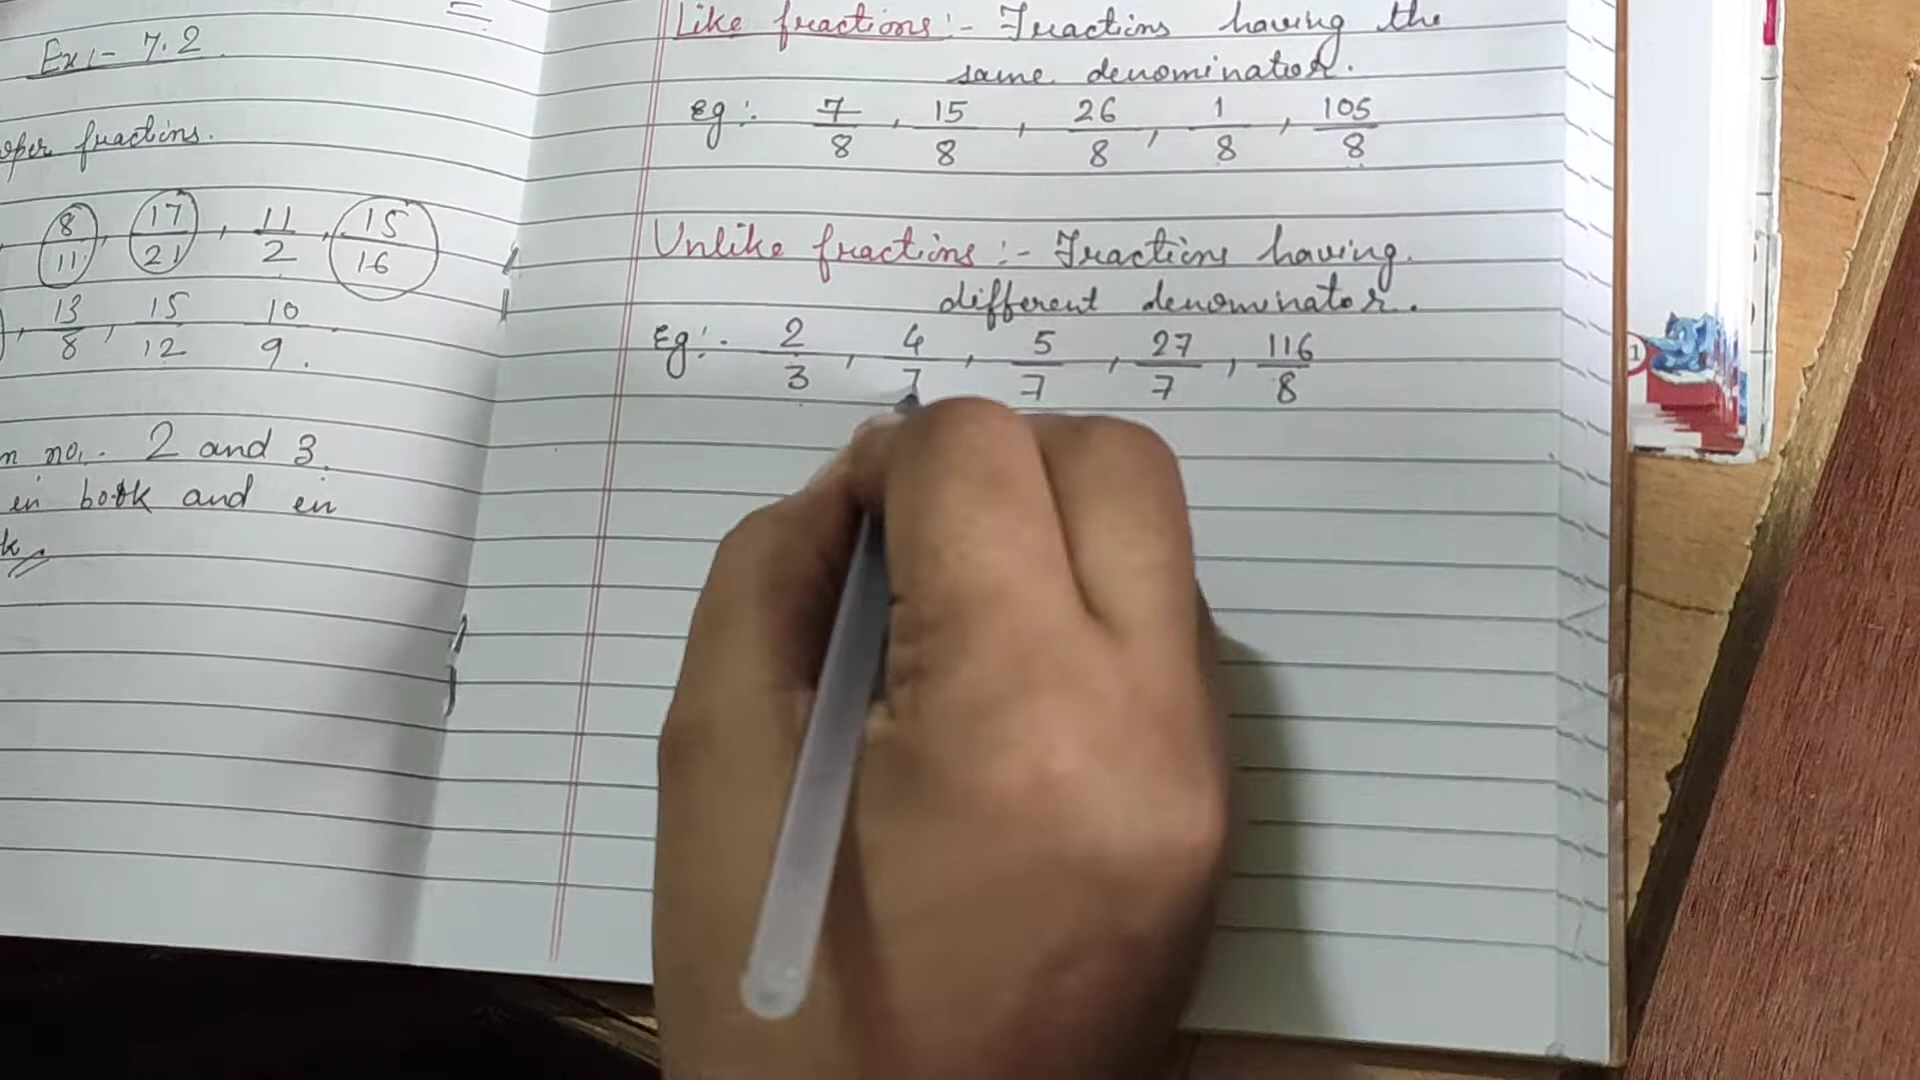 Ex:- 7.2
fractins.
8/11, 17/21, 11/2, 15/16
13/8, 15/12 10/9.
no.. 2 and 3.
in book and in
Like fractions:- Fractions having the
same denominator.
eg:- 7/8, 15/8, 26/8, 1/8, 105/8
Unlike fractions:- Fractions having
different denominator.
Eg:- 2/3, 4/7, 5/7, 27/7, 116/8
1